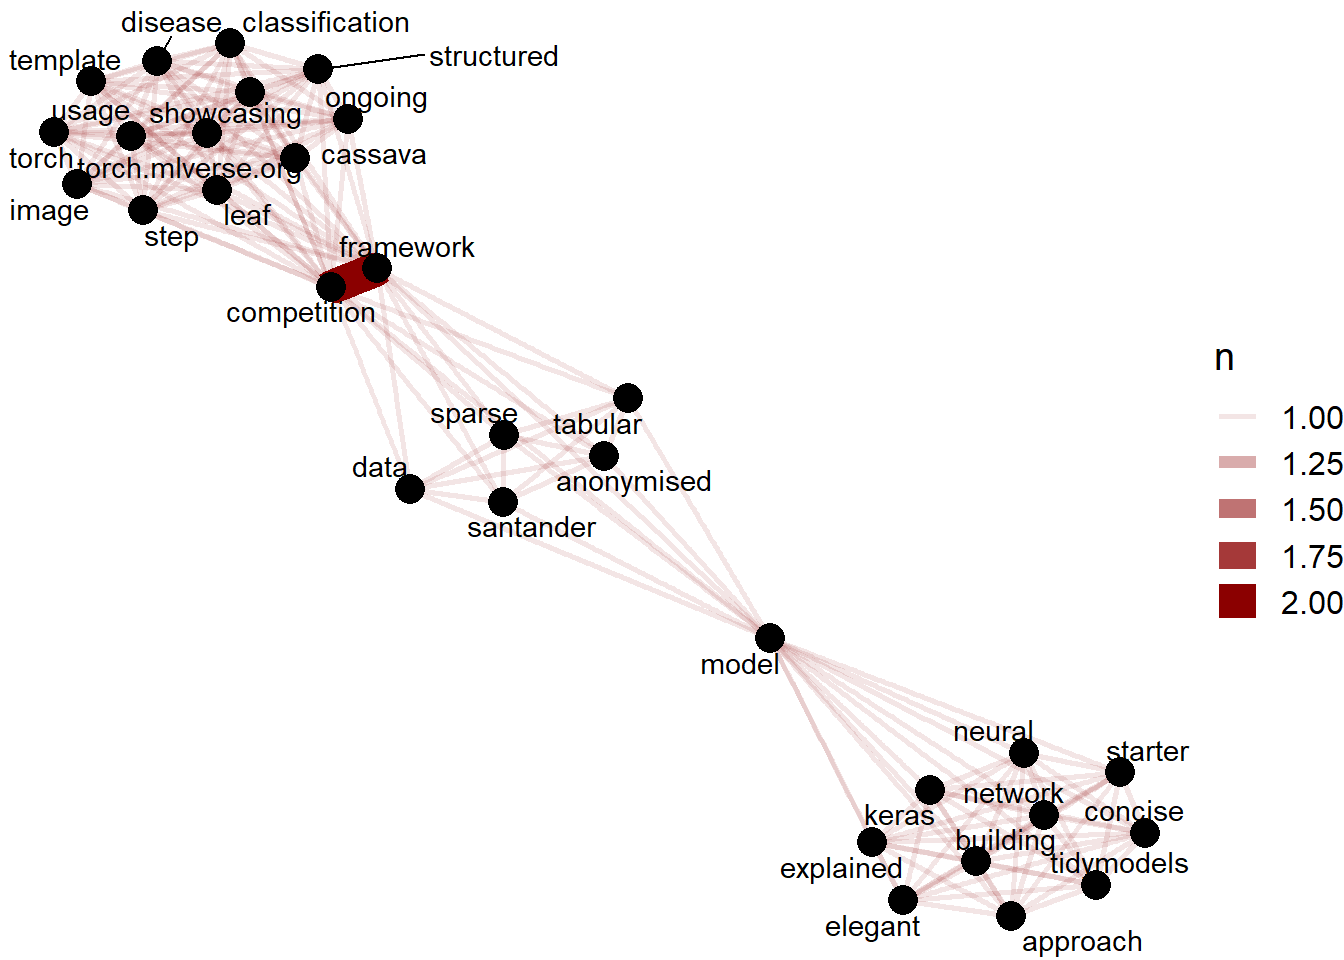 disease
classification
template
structured
usage
showcasing
ongoing
torch
torch.mlverse.org
cassava
image
leaf
step
framework
competition
n
1.00
1.25
1.50
1.75
2.00
sparse
tabular
data
anonymised
santander
model
neural
starter
network
keras
concise
building
explained
tidymodels
elegant
approach